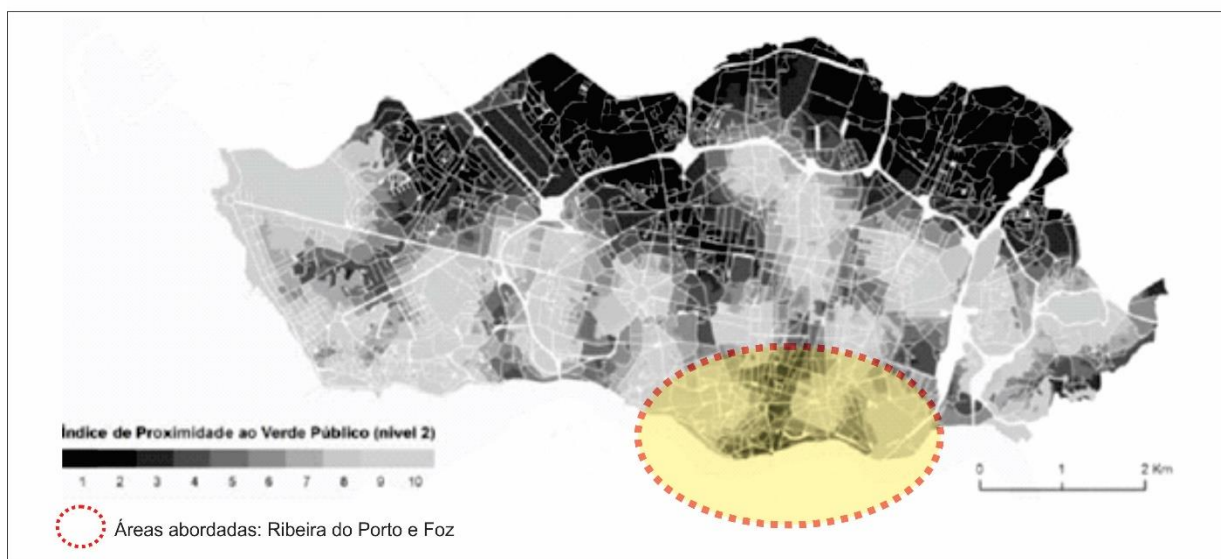 Índice de Proximidade ao Verde Público (nível 2)
1 2 3 4 5 6 7 8 9 10
0 1 2 Km
Áreas abordadas: Ribeira do Porto e Foz